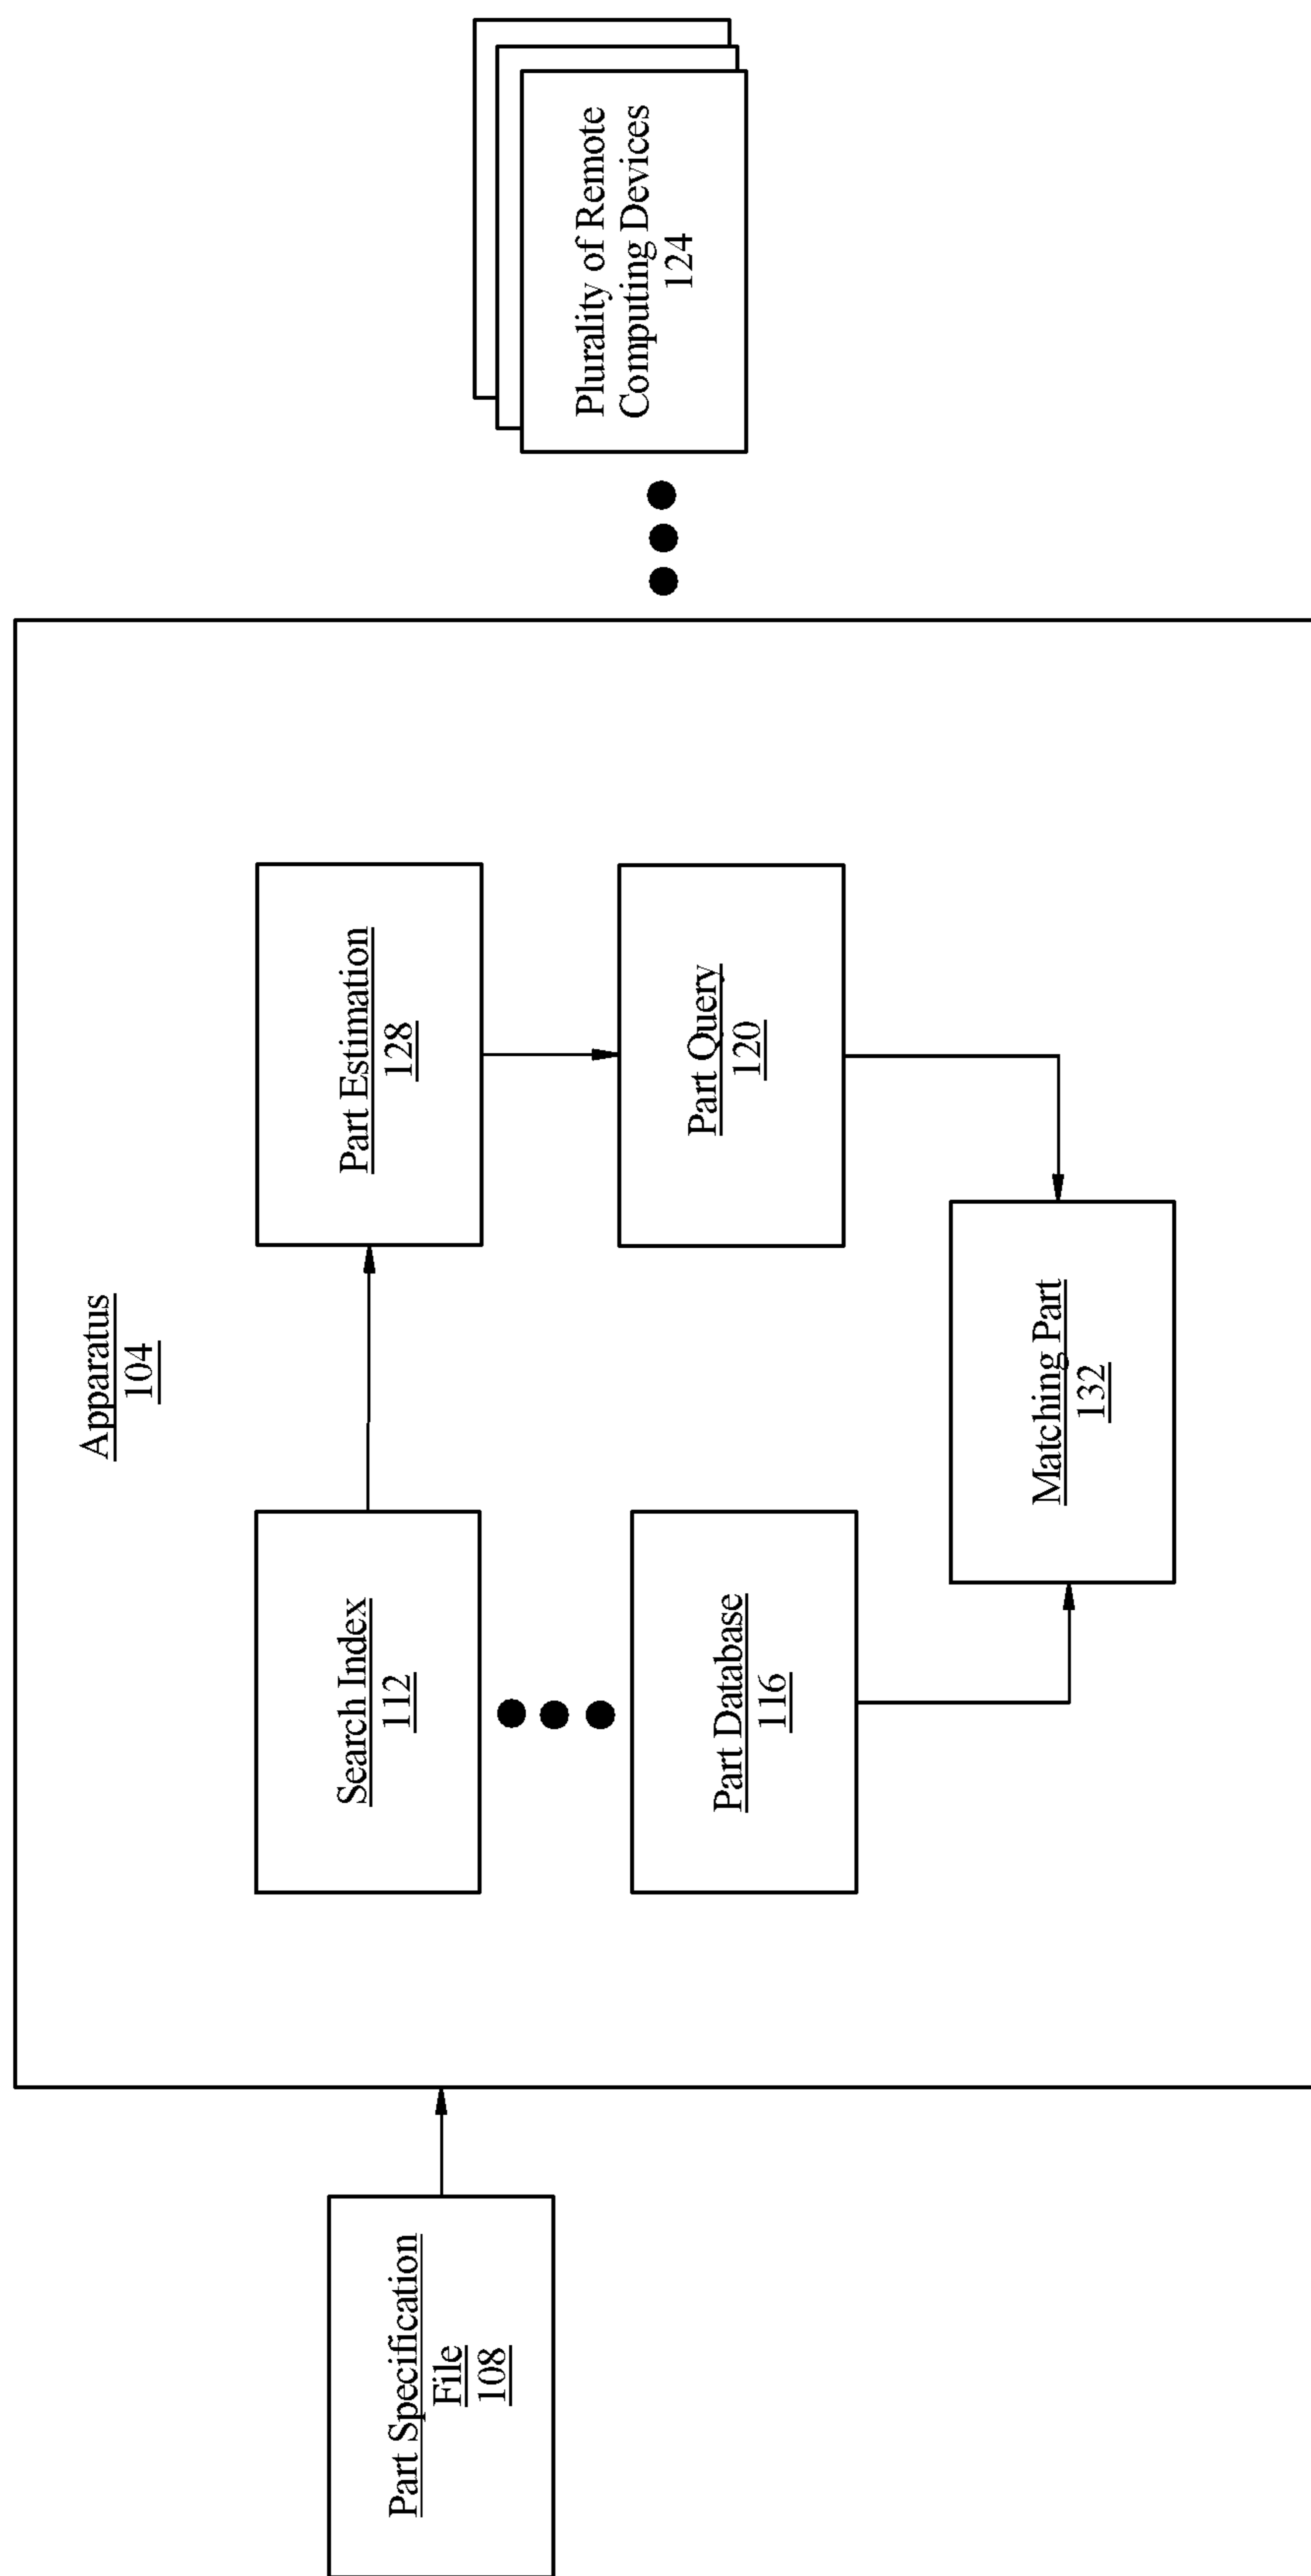 Apparatus
104
Part Specification
File
108
Search Index
112
Part Estimation
128
Part Database
116
Part Query
120
Matching Part
132
Plurality of Remote
Computing Devices
124